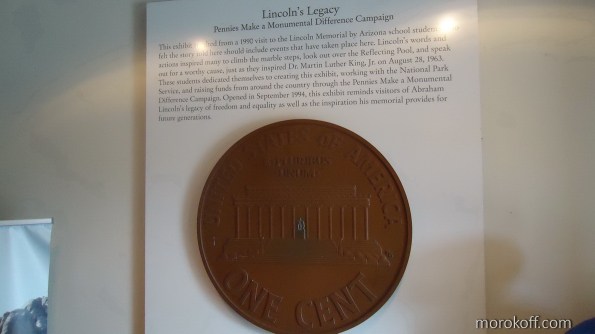 Lincoln's Legacy
Pennies Make a Monumental Difference Campaign
This exhibit from a 1990 visit to the Lincoln Memorial by Arizona school
felt the story told here should include events that have taken place here. Lincoln's words and
actions inspired many to climb the marble steps, look out over the Reflecting Pool, and speak
out for a worthy cause, just as they inspired Dr. Martin Luther King, Jr. on August 28, 1963.
These students dedicated themselves to creating this exhibit, working with the National Park
Service, and raising funds from around the country through the Pennies Make a Monumental
Difference Campaign. Opened in September 1994, this exhibit reminds visitors of Abraham
Lincoln's legacy of freedom and equality as well as the inspiration his memorial provides for
future generations.
UNITED STATES OF AMERICA
E PLURIBUS
UNUM
ONE CENT
morokoff.com